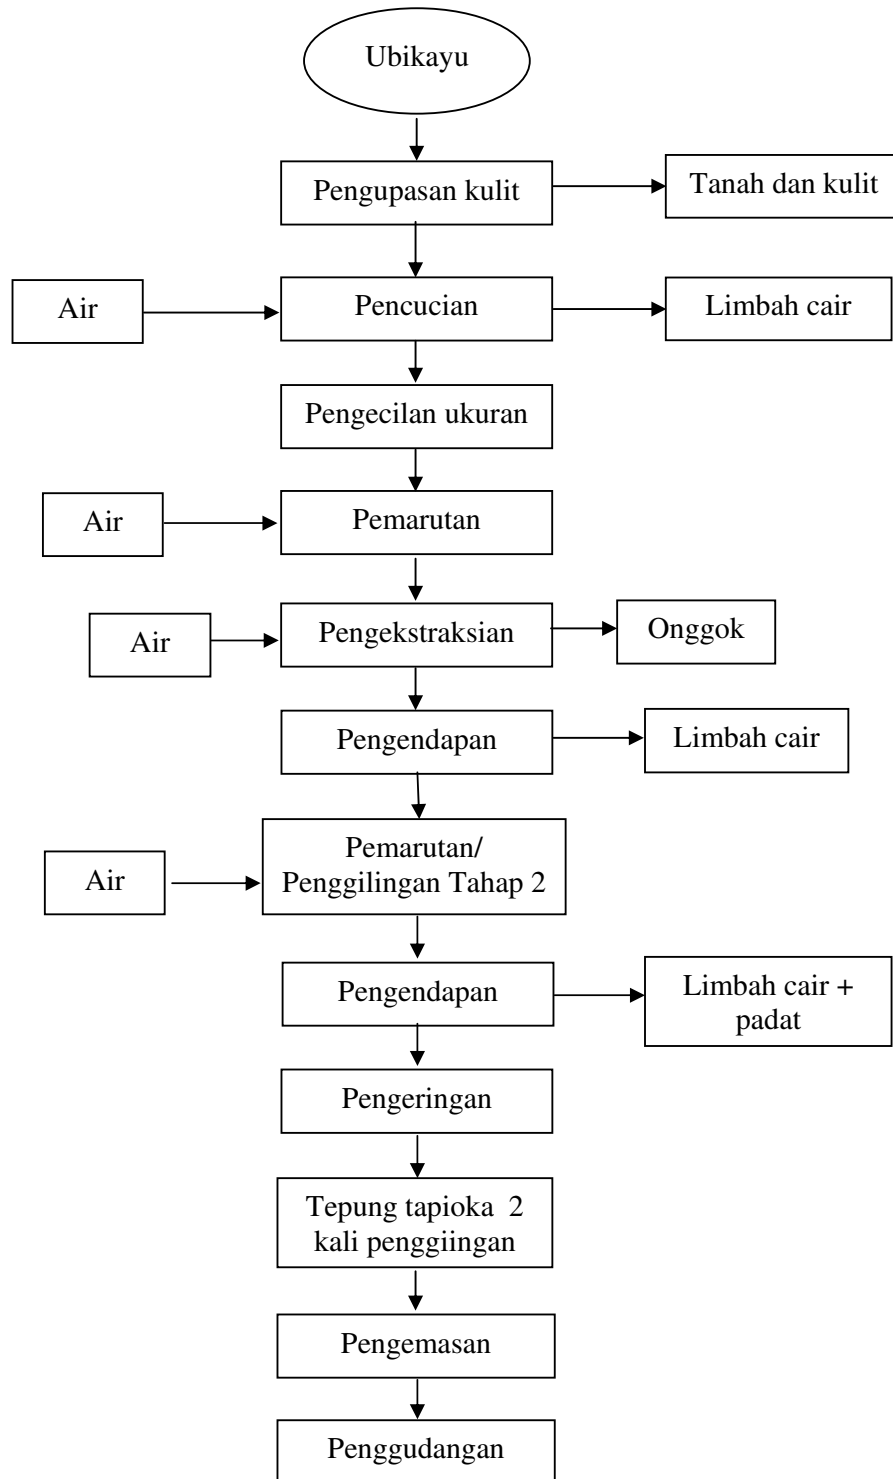 Ubikayu
Pengupasan kulit
Tanah dan kulit
Air
Pencucian
Limbah cair
Pengecilan ukuran
Air
Pemarutan
Air
Pengekstraksian
Onggok
Pengendapan
Limbah cair
Air
Pemarutan/
Penggilingan Tahap 2
Pengendapan
Limbah cair +
padat
Pengeringan
Tepung tapioka 2
kali penggiingan
Pengemasan
Penggudangan